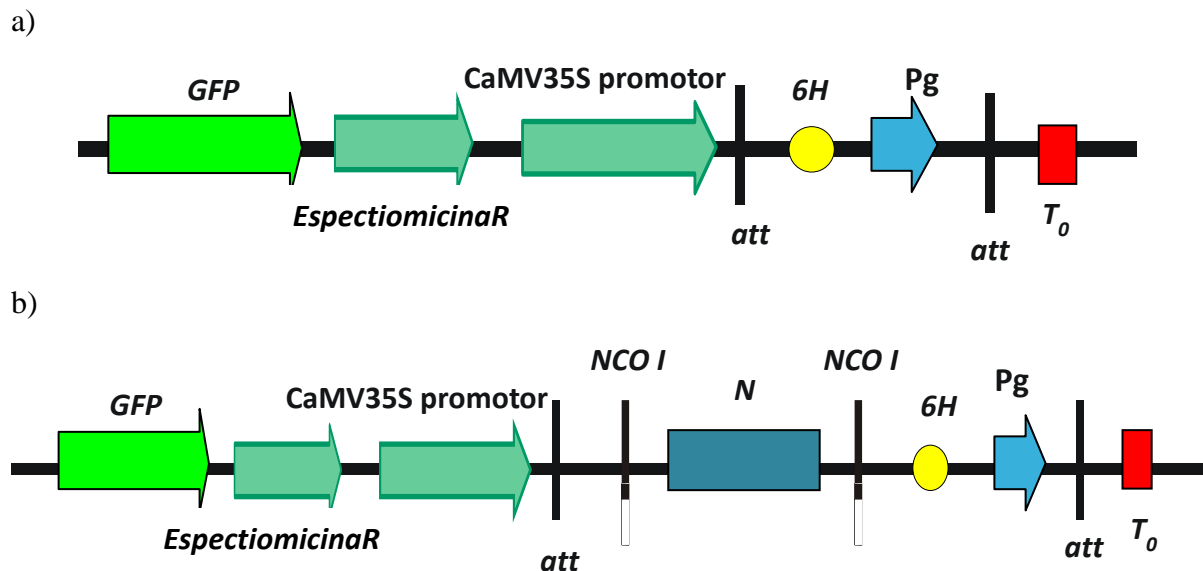 a)
CaMV35S promotor
GFP
6H
Pg
EspectiomicinaR
att
att
T0
b)
NCO I
NCO I
N
Pg
CaMV35S promotor
GFP
6H
EspectiomicinaR
att
att
T0